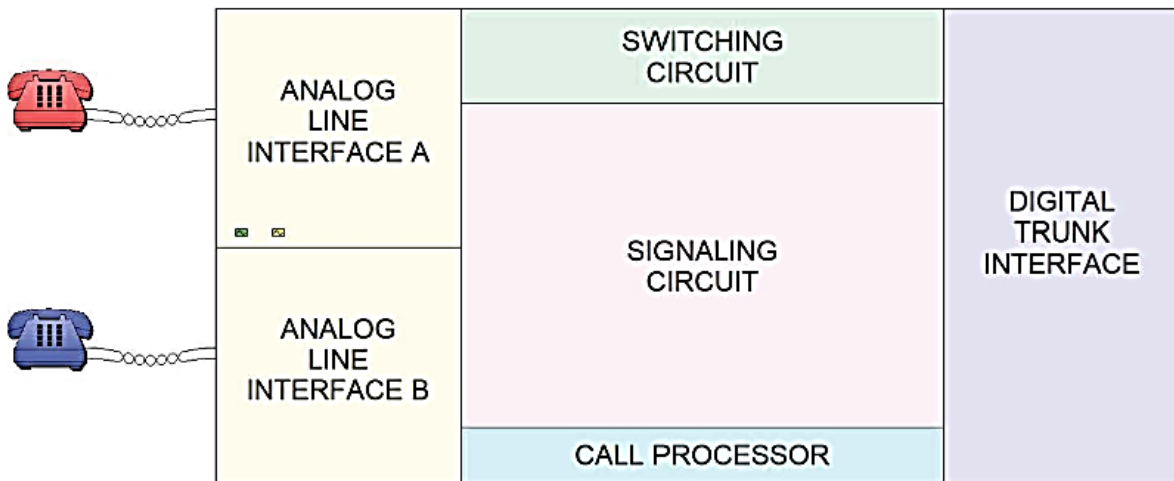 ANALOG
LINE
INTERFACE A
ANALOG
LINE
INTERFACE B
SWITCHING
CIRCUIT
SIGNALING
CIRCUIT
CALL PROCESSOR
DIGITAL
TRUNK
INTERFACE